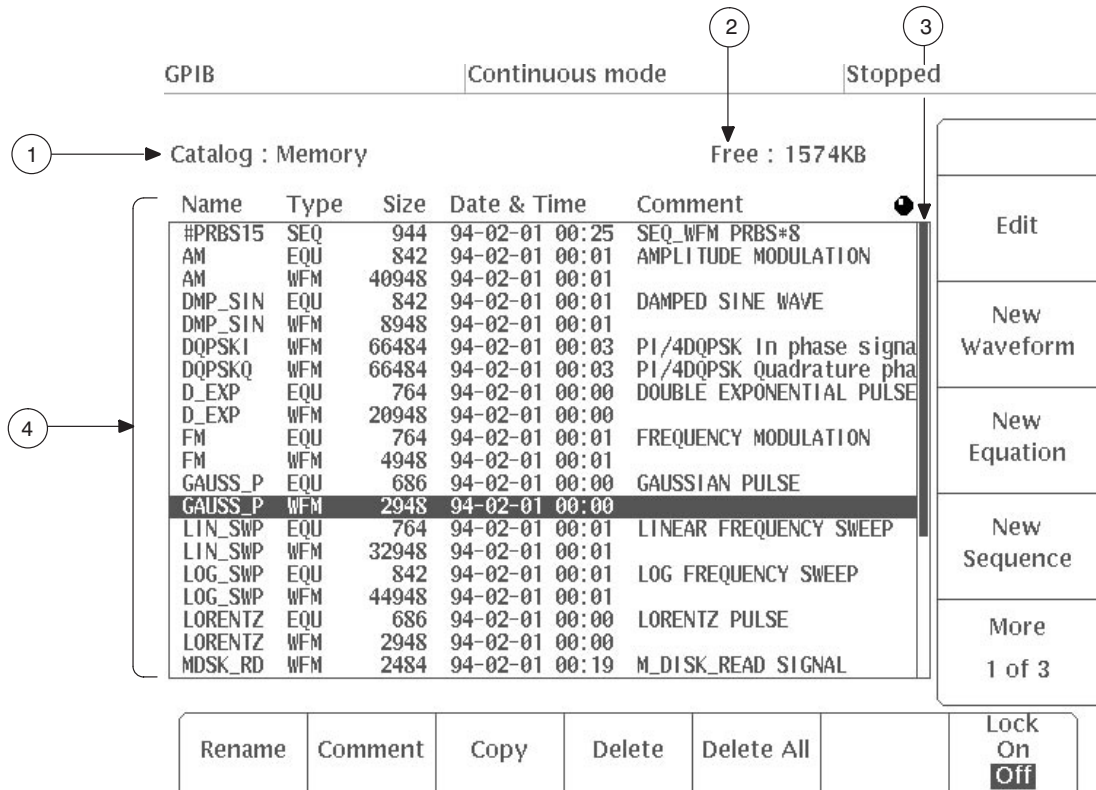 2 3
GPIB Continuous mode Stopped
1 Catalog : Memory Free : 1574KB
4
Name Type Size Date & Time Comment
#PRBS15 SEQ 944 94-02-01 00:25 SEQ_WFM PRBS*8
AM EQU 842 94-02-01 00:01 AMPLITUDE MODULATION
AM WFM 40948 94-02-01 00:01
DMP_SIN EQU 842 94-02-01 00:01 DAMPED SINE WAVE
DMP_SIN WFM 8948 94-02-01 00:01
DQPSKI WFM 66484 94-02-01 00:03 PI/4DQPSK In phase signa
DQPSKQ WFM 66484 94-02-01 00:03 PI/4DQPSK Quadrature pha
D_EXP EQU 764 94-02-01 00:00 DOUBLE EXPONENTIAL PULSE
D_EXP WFM 20948 94-02-01 00:00
FM EQU 764 94-02-01 00:01 FREQUENCY MODULATION
FM WFM 4948 94-02-01 00:01
GAUSS_P EQU 686 94-02-01 00:00 GAUSSIAN PULSE
GAUSS_P WFM 2948 94-02-01 00:00
LIN_SWP EQU 764 94-02-01 00:01 LINEAR FREQUENCY SWEEP
LIN_SWP WFM 32948 94-02-01 00:01
LOG_SWP EQU 842 94-02-01 00:01 LOG FREQUENCY SWEEP
LOG_SWP WFM 44948 94-02-01 00:01
LORENTZ EQU 686 94-02-01 00:00 LORENTZ PULSE
LORENTZ WFM 2948 94-02-01 00:00
MDSK_RD WFM 2484 94-02-01 00:19 M_DISK_READ SIGNAL
Edit
New
Waveform
New
Equation
New
Sequence
More
1 of 3
Rename Comment Copy Delete Delete All
Lock
On
Off